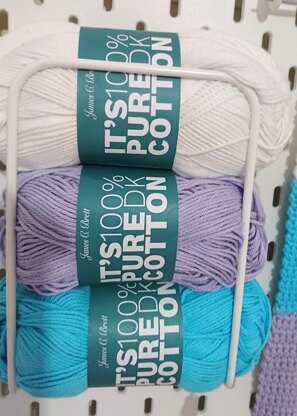 James C. Brett
IT'S 100%
PURE DK
COTTON
James C. Brett
IT'S 100%
PURE DK
COTTON
James C. Brett
IT'S 100%
PURE DK
COTTON